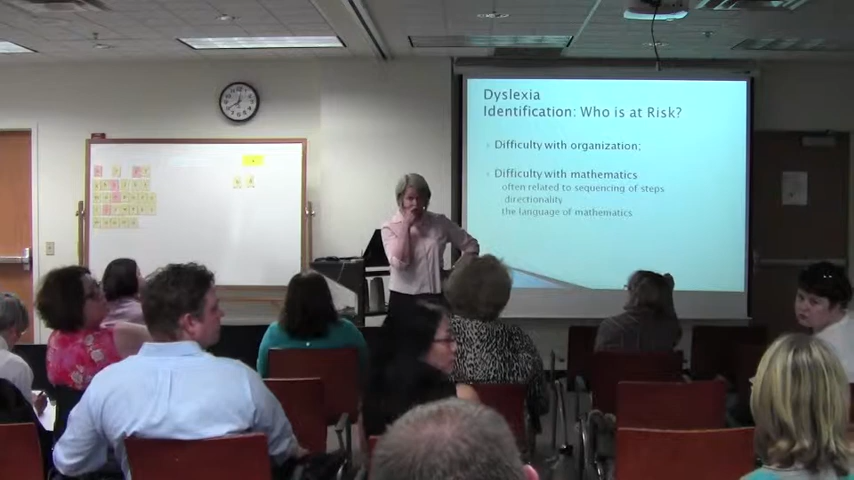 Dyslexia
Identification: Who is at Risk?
Difficulty with organization;
Difficulty with mathematics
often related to sequencing of steps
directionality
the language of mathematics